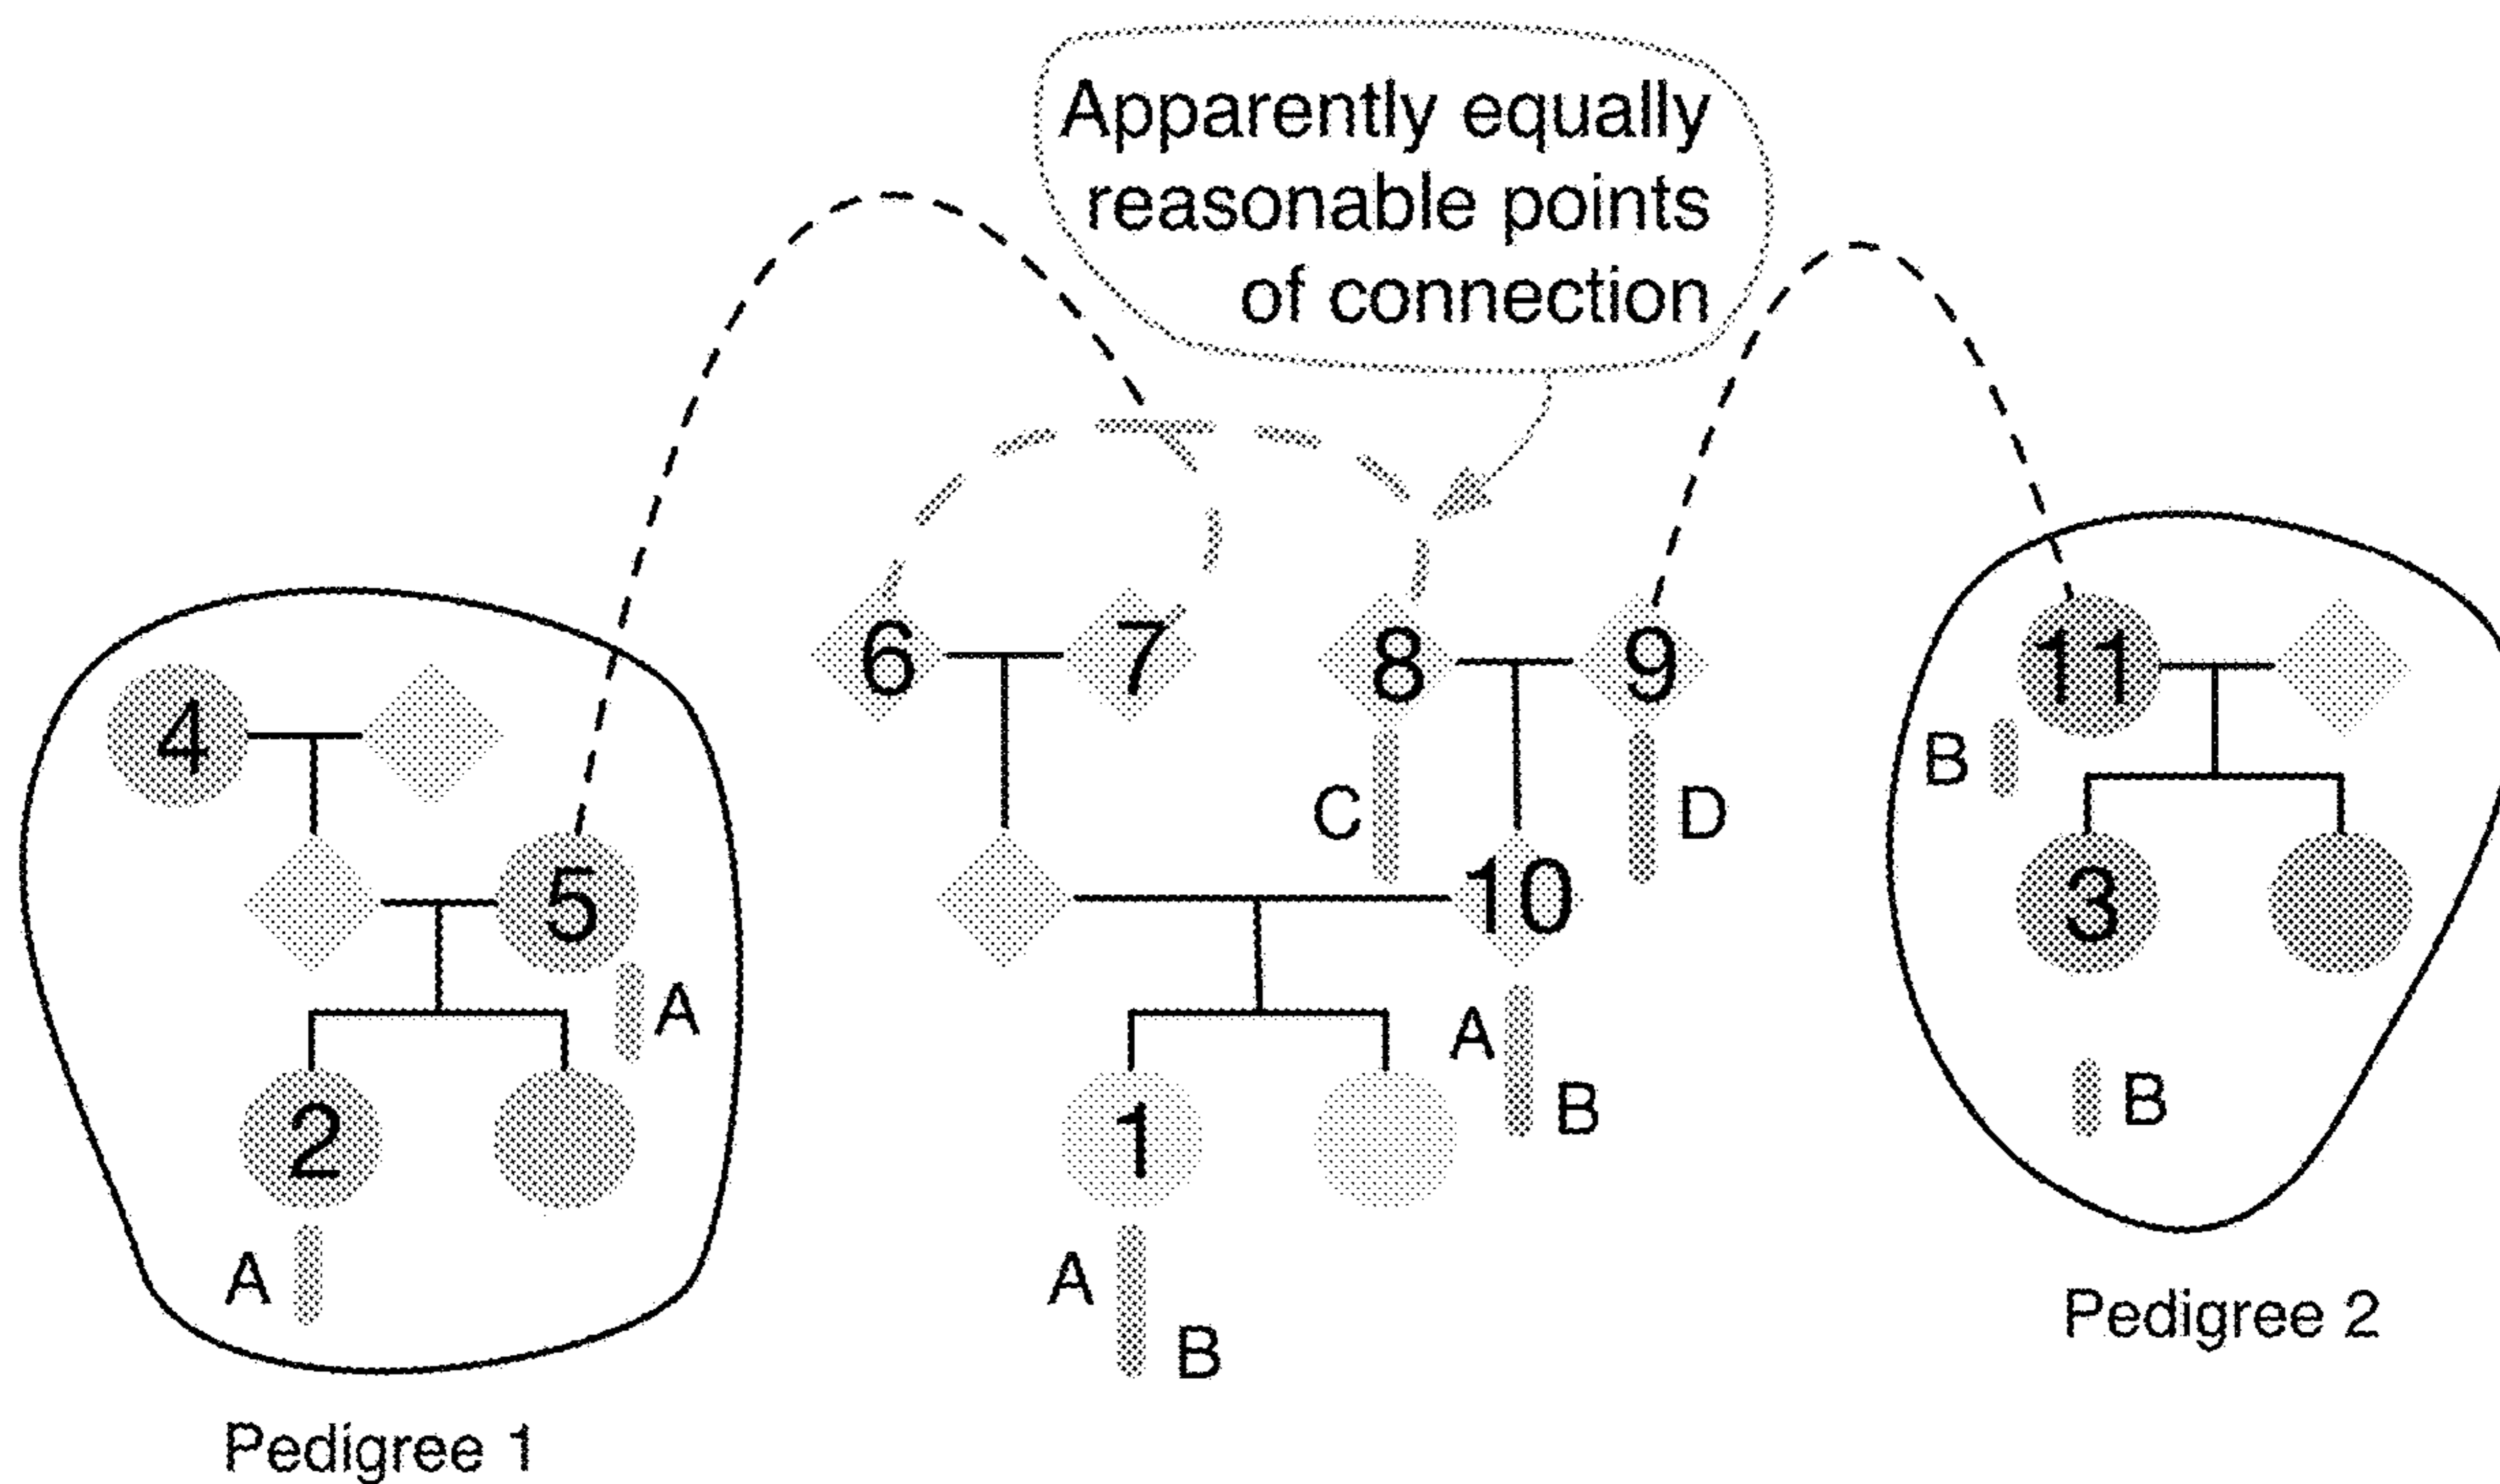 Apparently equally
reasonable points
of connection
6
7
8
9
11
4
B
C
D
5
10
3
A
A
B
B
2
1
A
A
B
Pedigree 2
Pedigree 1